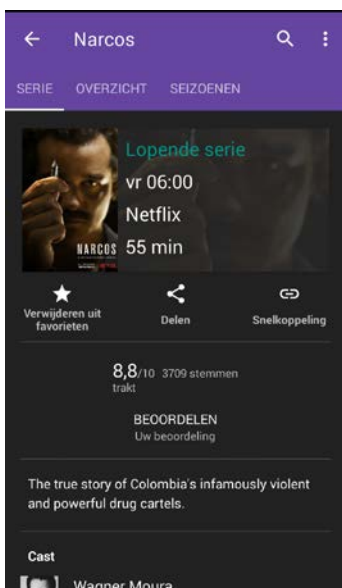 Narcos
SERIE OVERZICHT SEIZOENEN
Lopende serie
vr 06:00
Netflix
55 min
NARCOS
Verwijderen uit
favorieten
Delen
Snelkoppeling
8,8/10 3709 stemmen
trakt
BEOORDELEN
Uw beoordeling
The true story of Colombia's infamously violent
and powerful drug cartels.
Cast
Wagner Moura